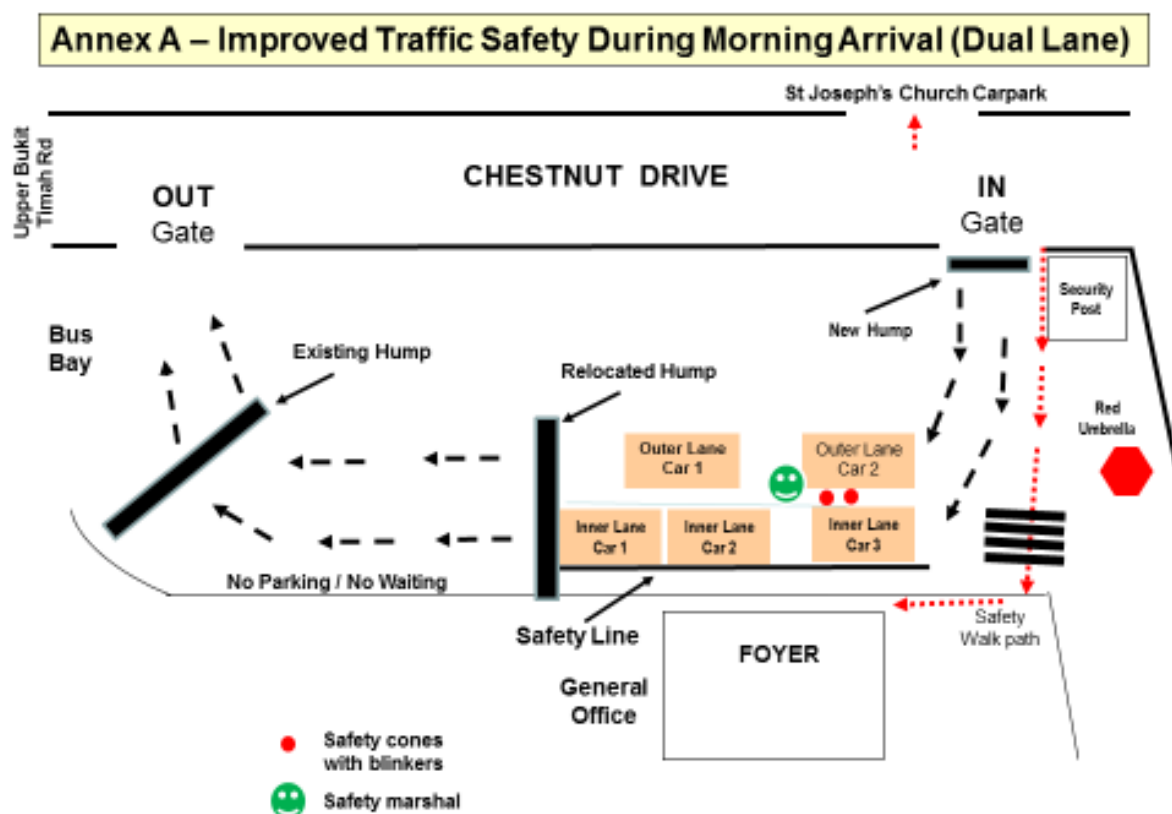 Annex A – Improved Traffic Safety During Morning Arrival (Dual Lane)
St Joseph's Church Carpark
Upper Bukit
Timah Rd
CHESTNUT DRIVE
OUT
Gate
IN
Gate
Security
Post
New Hump
Bus
Bay
Existing Hump
Relocated Hump
Red
Umbrella
Outer Lane
Car 1
Outer Lane
Car 2
Inner Lane
Car 1
Inner Lane
Car 2
Inner Lane
Car 3
No Parking / No Waiting
Safety Line
Safety
Walk path
FOYER
General
Office
Safety cones
with blinkers
Safety marshal